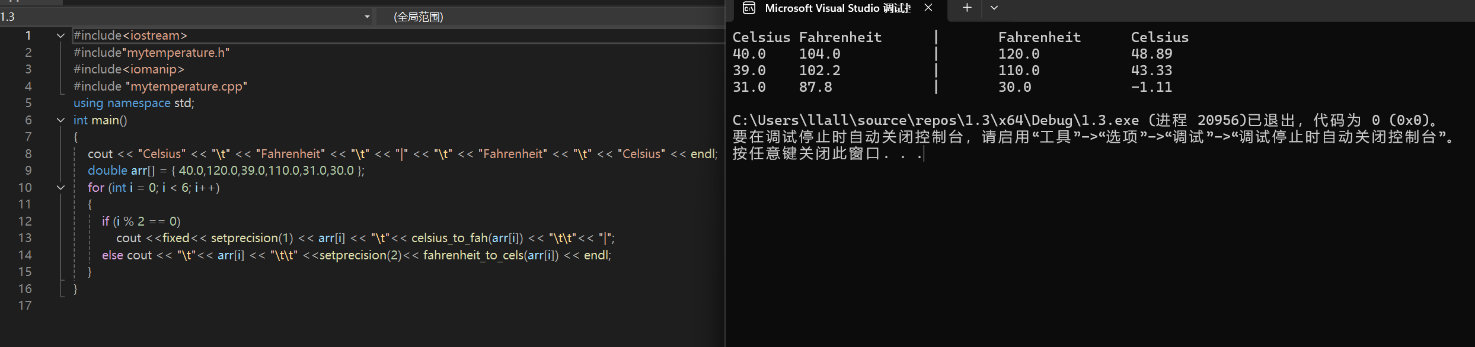 1.3
(全局范围)
1 #include<iostream>
2 #include"mytemperature.h"
3 #include<iomanip>
4 #include "mytemperature.cpp"
5 using namespace std;
6 int main()
7 {
8 cout << "Celsius" << "\t" << "Fahrenheit" << "\t" << "|" << "\t" << "Fahrenheit" << "\t" << "Celsius" << endl;
9 double arr[] = { 40.0,120.0,39.0,110.0,31.0,30.0 };
10 for (int i = 0; i < 6; i++)
11 {
12 if (i % 2 == 0)
13 cout <<fixed<< setprecision(1) << arr[i] << "\t"<< celsius_to_fah(arr[i]) << "\t\t"<< "|";
14 else cout << "\t"<< arr[i] << "\t\t" <<setprecision(2)<< fahrenheit_to_cels(arr[i]) << endl;
15 }
16 }
17
Microsoft Visual Studio 调试
Celsius Fahrenheit | Fahrenheit Celsius
40.0 104.0 | 120.0 48.89
39.0 102.2 | 110.0 43.33
31.0 87.8 | 30.0 -1.11
C:\Users\llall\source\repos\1.3\x64\Debug\1.3.exe (进程 20956)已退出，代码为 0 (0x0)。
要在调试停止时自动关闭控制台，请启用“工具”->“选项”->“调试”->“调试停止时自动关闭控制台”。
按任意键关闭此窗口. . .